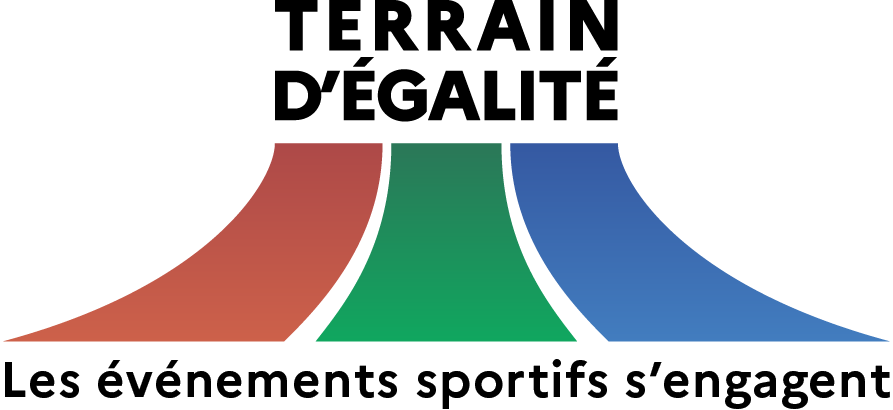 TERRAIN
D’ÉGALITÉ
Les événements sportifs s’engagent